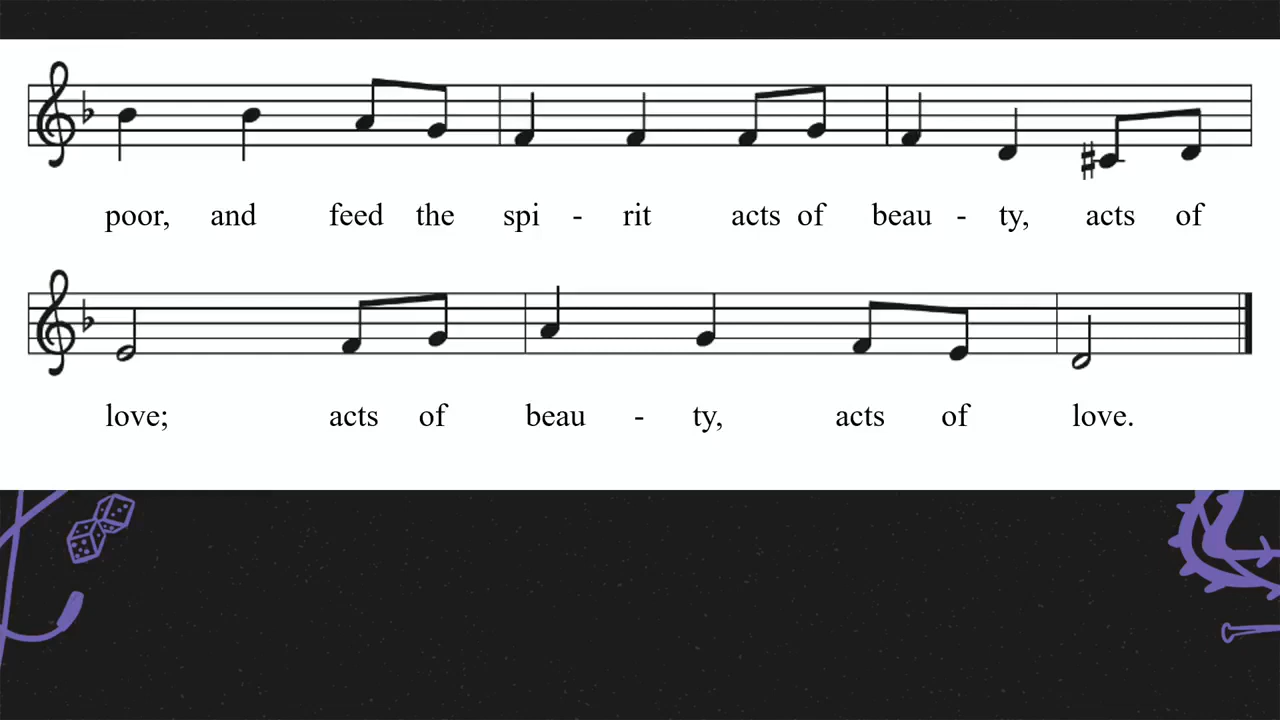 poor, and feed the spi - rit acts of beau - ty, acts of
love; acts of beau - ty, acts of love.